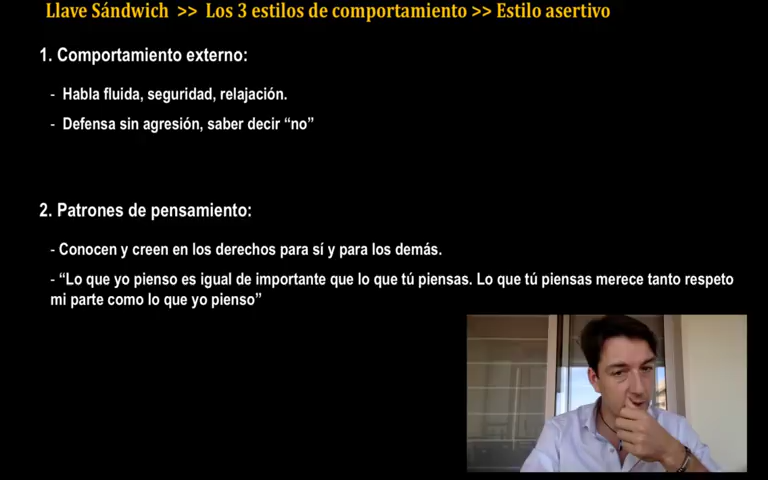 Llave Sándwich >> Los 3 estilos de comportamiento >> Estilo asertivo
1. Comportamiento externo:
- Habla fluida, seguridad, relajación.
- Defensa sin agresión, saber decir “no”
2. Patrones de pensamiento:
- Conocen y creen en los derechos para sí y para los demás.
- “Lo que yo pienso es igual de importante que lo que tú piensas. Lo que tú piensas merece tanto respeto
mi parte como lo que yo pienso”